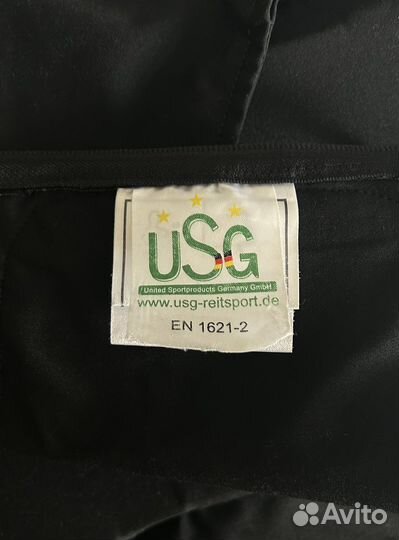 USG
United Sportproducts Germany GmbH
www.usg-reitsport.de
EN 1621-2
Avito